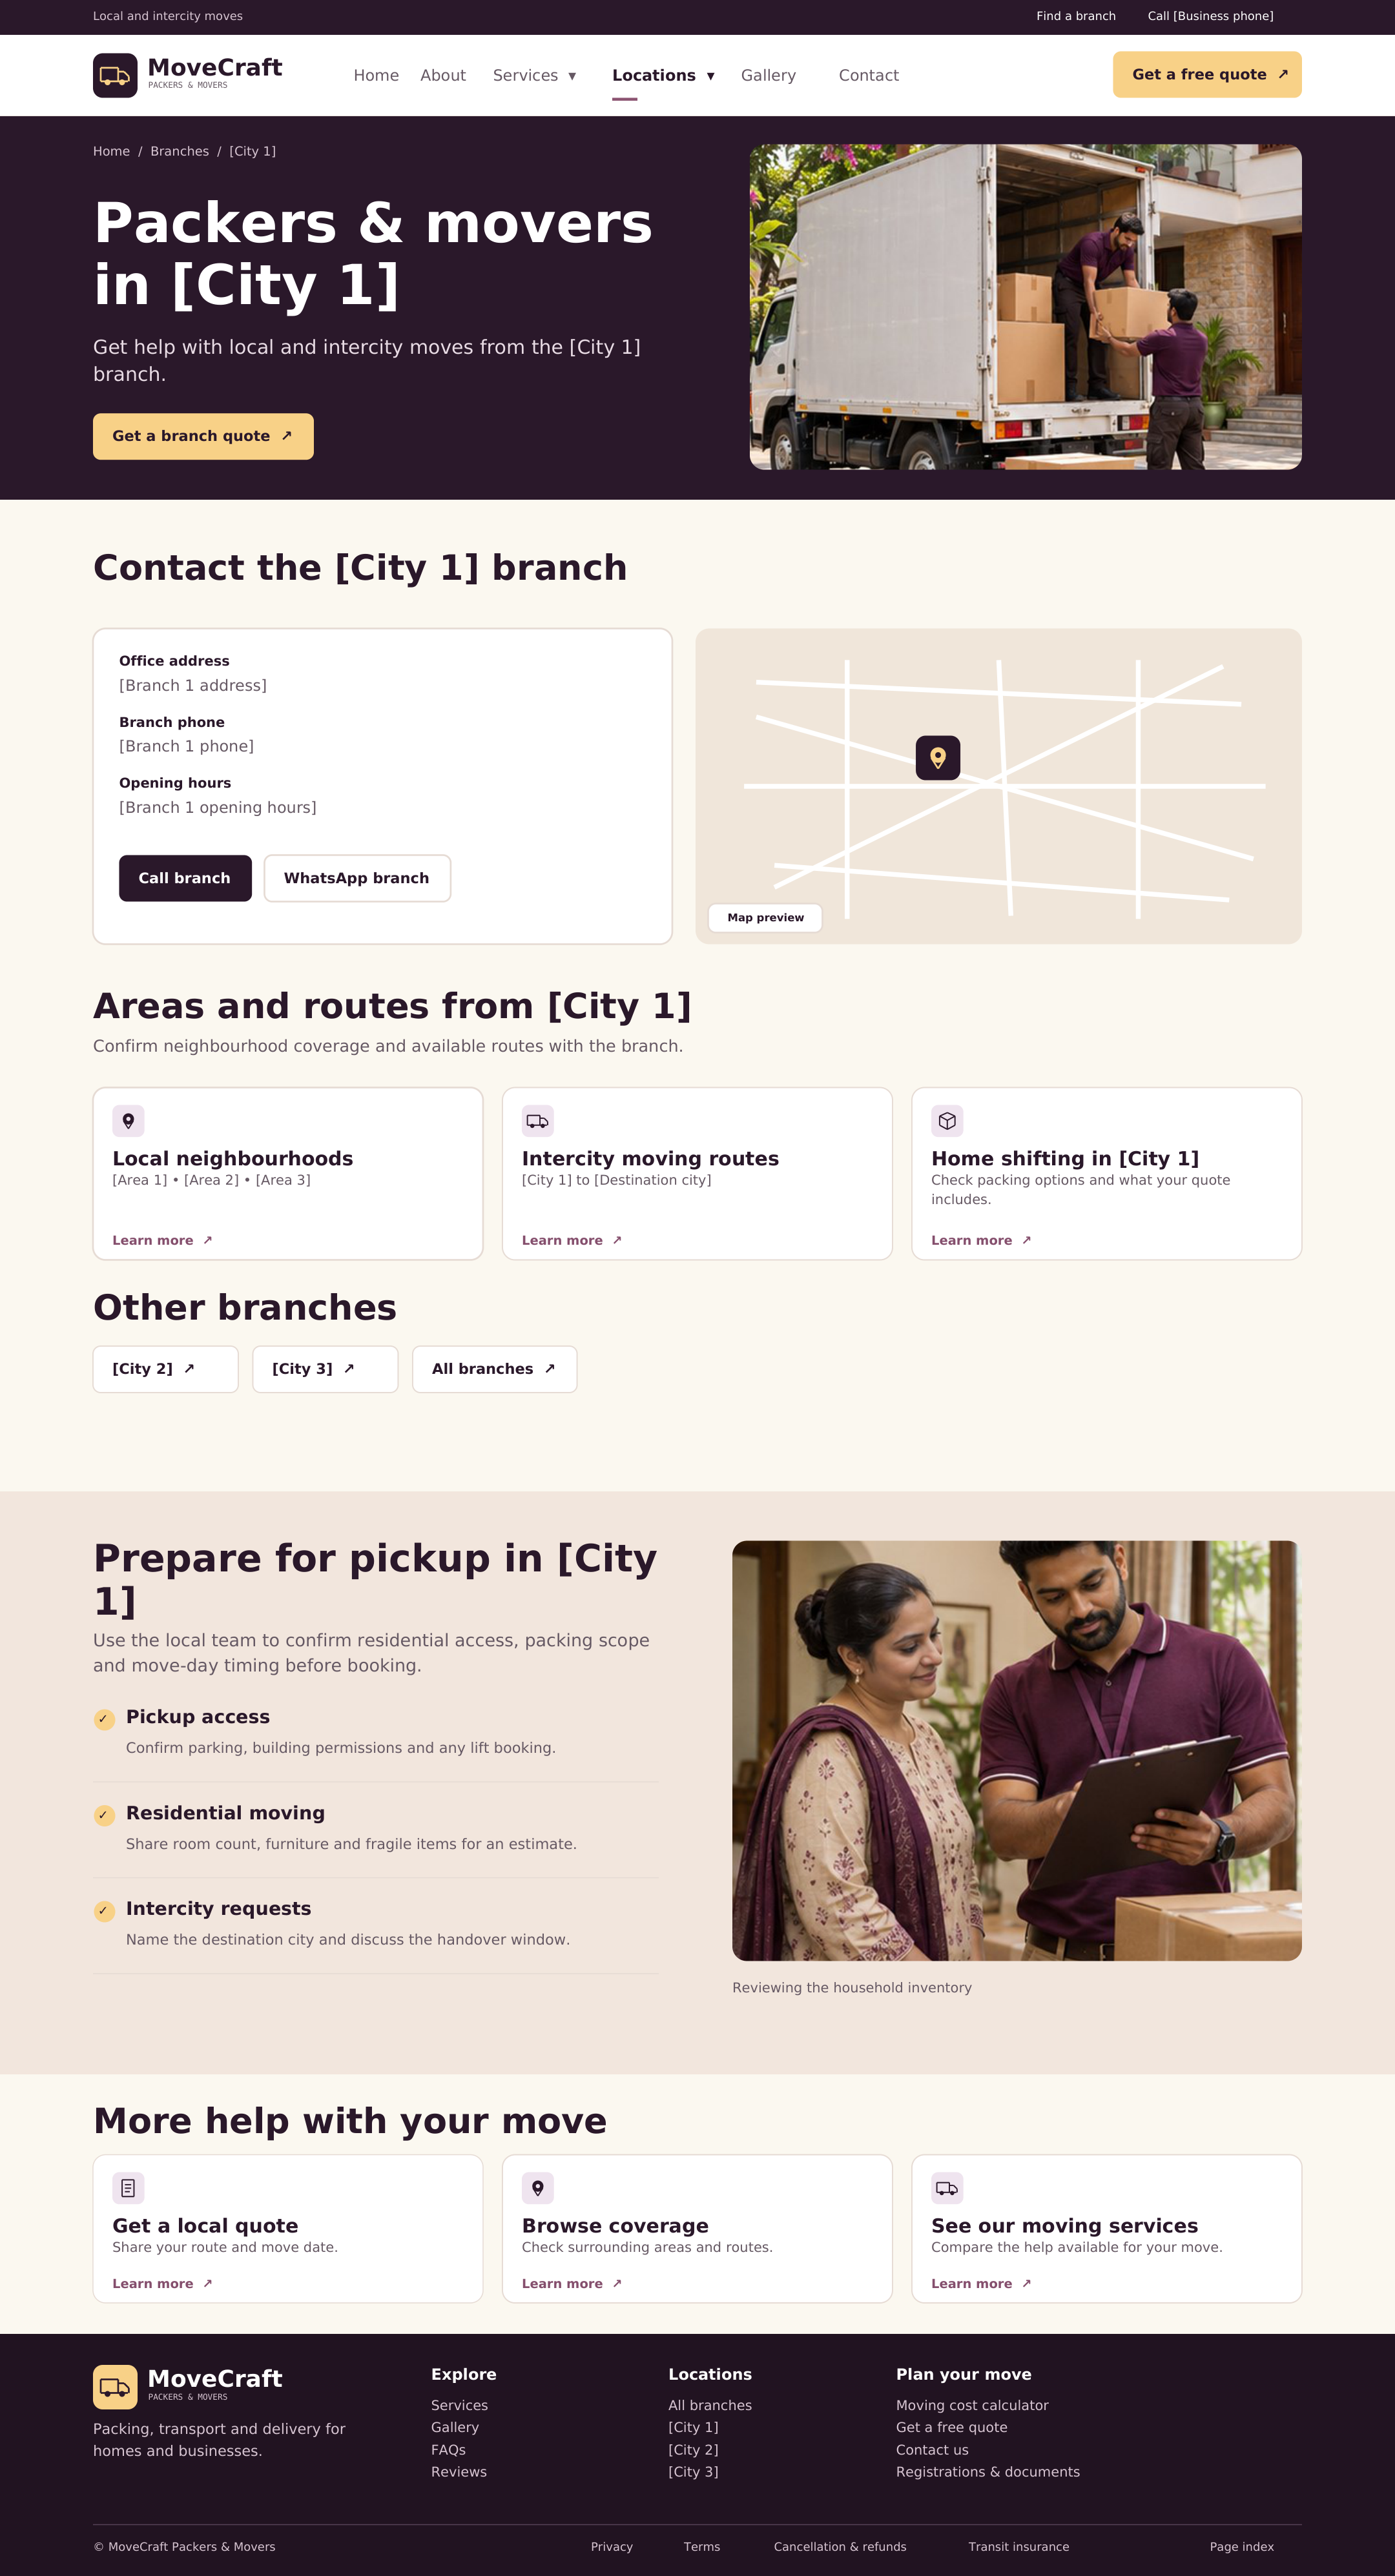 Local and intercity moves
Find a branch
Call [Business phone]
MoveCraft
PACKERS & MOVERS
Home
About
Services ▾
Locations ▾
Gallery
Contact
Get a free quote ↗
Home / Branches / [City 1]
Packers & movers
in [City 1]
Get help with local and intercity moves from the [City 1]
branch.
Get a branch quote ↗
Contact the [City 1] branch
Office address
[Branch 1 address]
Branch phone
[Branch 1 phone]
Opening hours
[Branch 1 opening hours]
Call branch
WhatsApp branch
Map preview
Areas and routes from [City 1]
Confirm neighbourhood coverage and available routes with the branch.
Local neighbourhoods
[Area 1] • [Area 2] • [Area 3]
Learn more ↗
Intercity moving routes
[City 1] to [Destination city]
Learn more ↗
Home shifting in [City 1]
Check packing options and what your quote
includes.
Learn more ↗
Other branches
[City 2] ↗
[City 3] ↗
All branches ↗
Prepare for pickup in [City
1]
Use the local team to confirm residential access, packing scope
and move-day timing before booking.
✓ Pickup access
Confirm parking, building permissions and any lift booking.
✓ Residential moving
Share room count, furniture and fragile items for an estimate.
✓ Intercity requests
Name the destination city and discuss the handover window.
Reviewing the household inventory
More help with your move
Get a local quote
Share your route and move date.
Learn more ↗
Browse coverage
Check surrounding areas and routes.
Learn more ↗
See our moving services
Compare the help available for your move.
Learn more ↗
MoveCraft
PACKERS & MOVERS
Packing, transport and delivery for
homes and businesses.
Explore
Services
Gallery
FAQs
Reviews
Locations
All branches
[City 1]
[City 2]
[City 3]
Plan your move
Moving cost calculator
Get a free quote
Contact us
Registrations & documents
© MoveCraft Packers & Movers
Privacy
Terms
Cancellation & refunds
Transit insurance
Page index